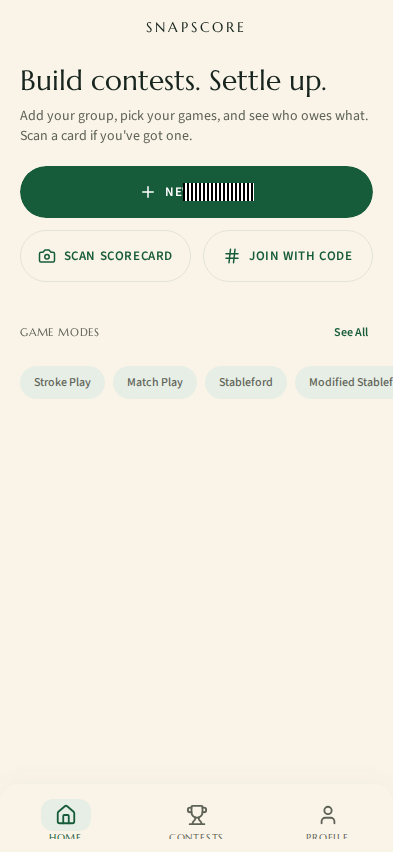 SNAPSCORE
Build contests. Settle up.
Add your group, pick your games, and see who owes what.
Scan a card if you've got one.
SCAN SCORECARD
JOIN WITH CODE
GAME MODES
See All
Stroke Play
Match Play
Stableford
Modified
HOME
CONTESTS
PROFILE